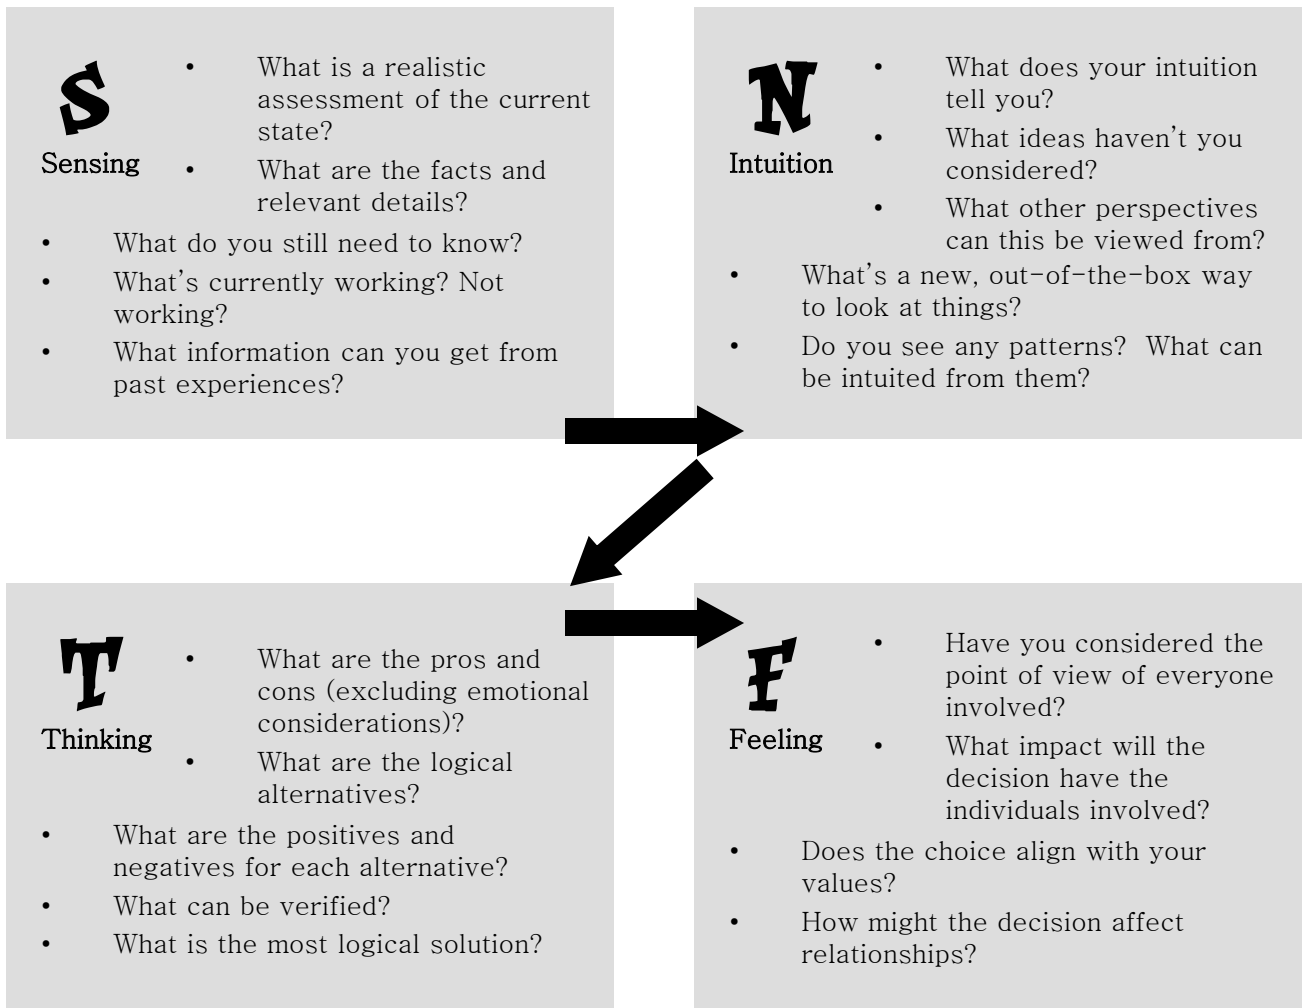 S
Sensing
• What is a realistic
assessment of the current
state?
• What are the facts and
relevant details?
• What do you still need to know?
• What’s currently working? Not
working?
• What information can you get from
past experiences?
N
Intuition
• What does your intuition
tell you?
• What ideas haven’t you
considered?
• What other perspectives
can this be viewed from?
• What’s a new, out-of-the-box way
to look at things?
• Do you see any patterns?  What can
be intuited from them?
T
Thinking
• What are the pros and
cons (excluding emotional
considerations)?
• What are the logical
alternatives?
• What are the positives and
negatives for each alternative?
• What can be verified?
• What is the most logical solution?
F
Feeling
• Have you considered the
point of view of everyone
involved?
• What impact will the
decision have the
individuals involved?
• Does the choice align with your
values?
• How might the decision affect
relationships?